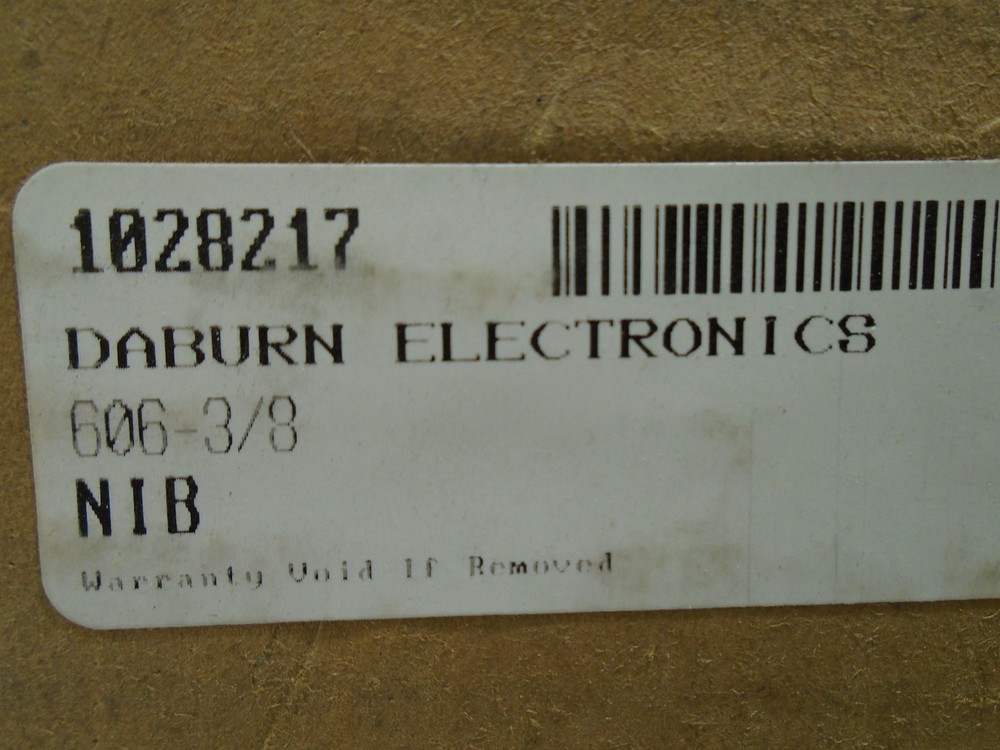 1028217
DABURN ELECTRONICS
606-3/8
NIB
Warranty Void If Removed